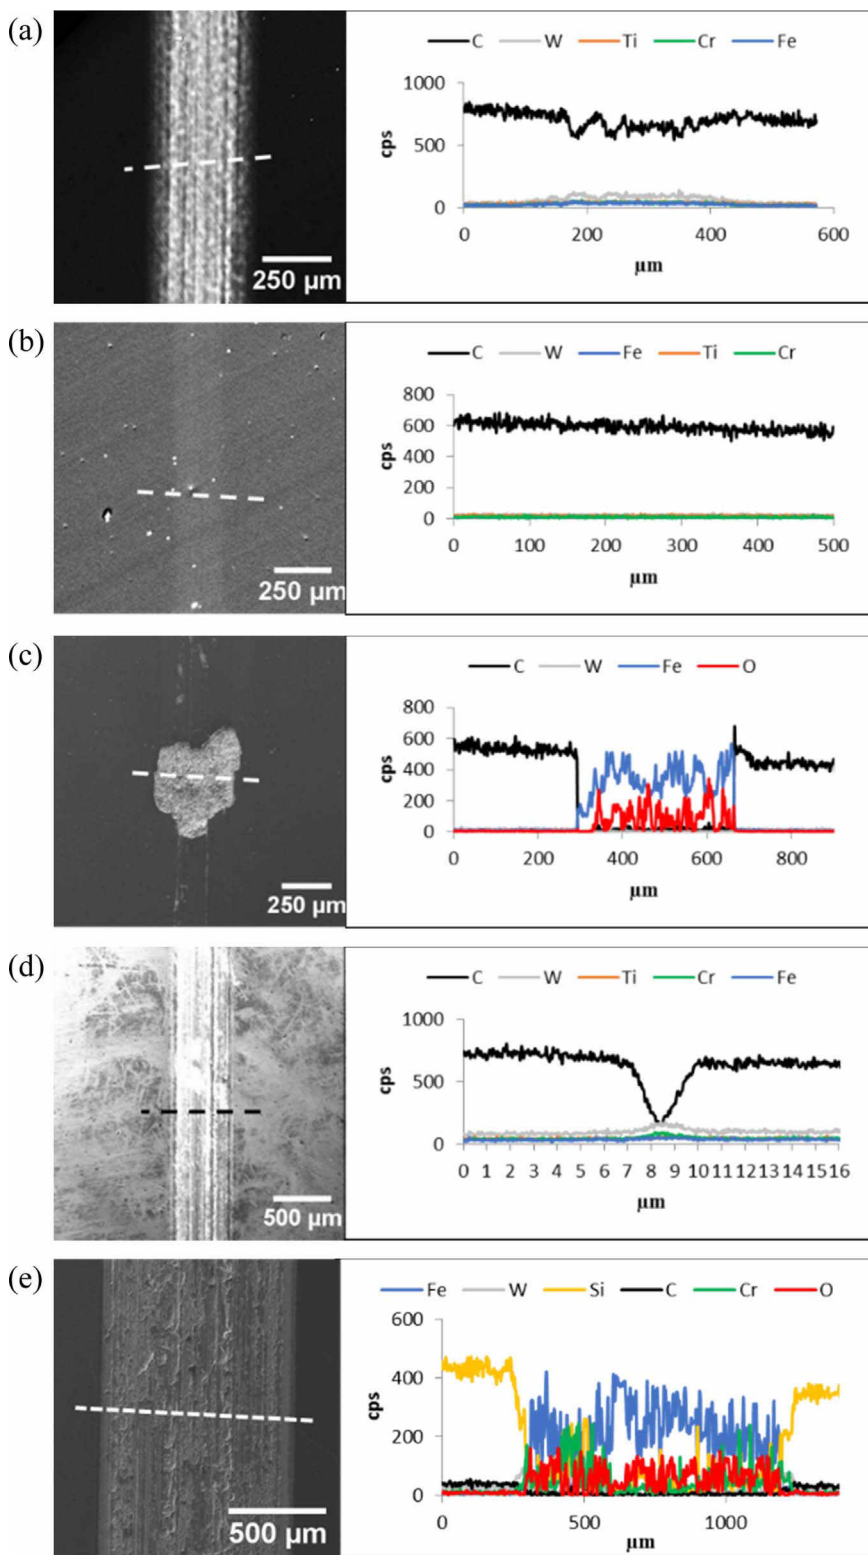 (a)
250 µm
C W Ti Cr Fe
1000
500
0
cps
0 200 400 600
µm
(b)
250 µm
C W Fe Ti Cr
800
600
400
200
0
cps
0 100 200 300 400 500
µm
(c)
250 µm
C W Fe O
800
600
400
200
0
cps
0 200 400 600 800
µm
(d)
500 µm
C W Ti Cr Fe
1000
500
0
cps
0 1 2 3 4 5 6 7 8 9 10 11 12 13 14 15 16
µm
(e)
500 µm
Fe W Si C Cr O
600
400
200
0
cps
0 500 1000
µm